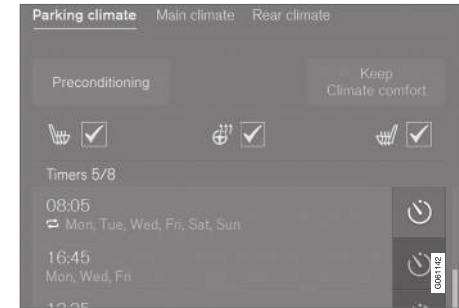 Parking climate Main climate Rear climate
Preconditioning
Keep
Climate comfort
Timers 5/8
08:05
Mon, Tue, Wed, Fri, Sat, Sun
16:45
Mon, Wed, Fri
G061142